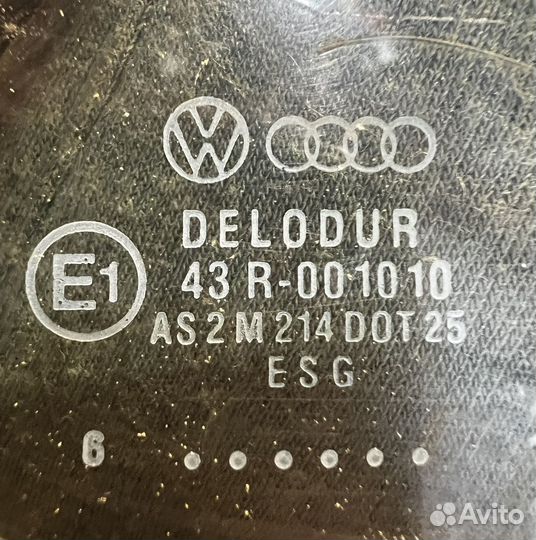 DELODUR
E1
43 R-001010
AS 2 M 214 DOT 25
ESG
6 ......
Avito